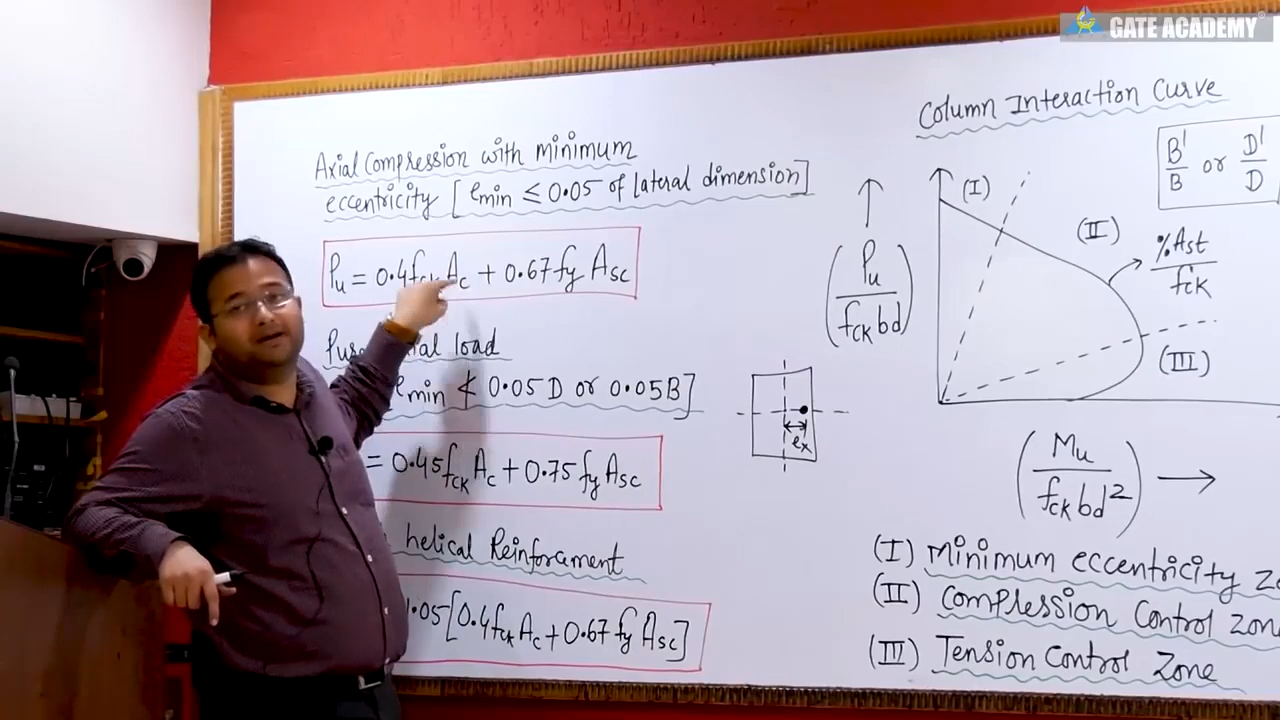 GATE ACADEMY
Axial Compression with minimum
eccentricity [ emin ≤ 0.05 of lateral dimension]
Pu = 0.4fck Ac + 0.67 fy Asc
load
emin ≮ 0.05 D or 0.05B]
= 0.45 fck Ac + 0.75 fy Asc
helical Reinforcement
1.05[0.4fck Ac + 0.67 fy Asc]
ex
Column Interaction Curve
B'/B or D'/D
(I)
(II)
%Ast/fck
(Pu/fck bd)
(III)
(Mu/fck bd²)
(I) Minimum eccentricity
(II) Compression Control Zon
(III) Tension Control Zone